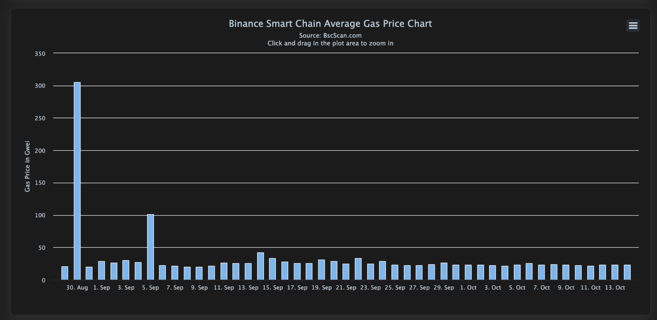 Binance Smart Chain Average Gas Price Chart
Source: BscScan.com
Click and drag in the plot area to zoom in
Gas Price in Gwei
350
300
250
200
150
100
50
0
30. Aug 1. Sep 3. Sep 5. Sep 7. Sep 9. Sep 11. Sep 13. Sep 15. Sep 17. Sep 19. Sep 21. Sep 23. Sep 25. Sep 27. Sep 29. Sep 1. Oct 3. Oct 5. Oct 7. Oct 9. Oct 11. Oct 13. Oct